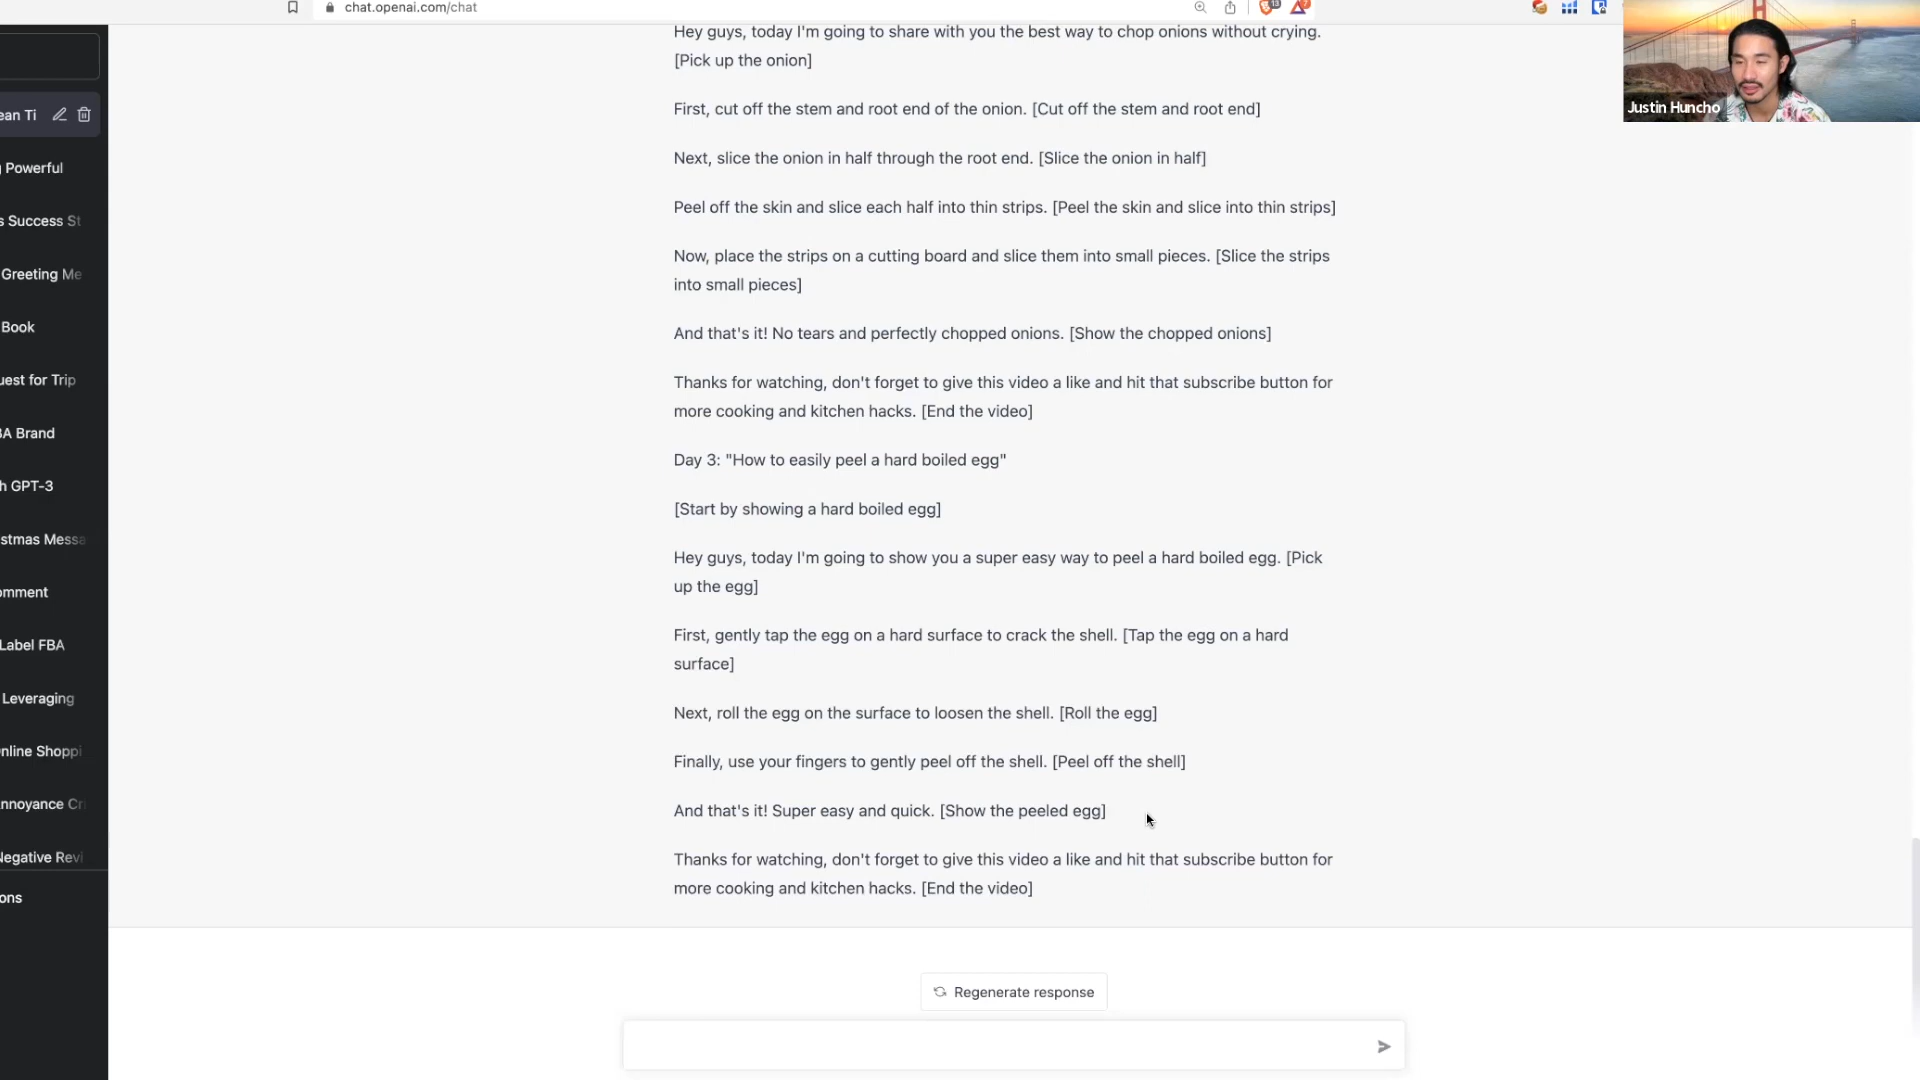 chat.openai.com/chat
13
Justin Huncho
ean Ti
Powerful
s Success St
Greeting Me
Book
uest for Trip
BA Brand
h GPT-3
stmas Messa
omment
Label FBA
Leveraging
nline Shoppi
nnoyance Cri
Negative Revi
ons
Hey guys, today I'm going to share with you the best way to chop onions without crying.
[Pick up the onion]
First, cut off the stem and root end of the onion. [Cut off the stem and root end]
Next, slice the onion in half through the root end. [Slice the onion in half]
Peel off the skin and slice each half into thin strips. [Peel the skin and slice into thin strips]
Now, place the strips on a cutting board and slice them into small pieces. [Slice the strips
into small pieces]
And that's it! No tears and perfectly chopped onions. [Show the chopped onions]
Thanks for watching, don't forget to give this video a like and hit that subscribe button for
more cooking and kitchen hacks. [End the video]
Day 3: "How to easily peel a hard boiled egg"
[Start by showing a hard boiled egg]
Hey guys, today I'm going to show you a super easy way to peel a hard boiled egg. [Pick
up the egg]
First, gently tap the egg on a hard surface to crack the shell. [Tap the egg on a hard
surface]
Next, roll the egg on the surface to loosen the shell. [Roll the egg]
Finally, use your fingers to gently peel off the shell. [Peel off the shell]
And that's it! Super easy and quick. [Show the peeled egg]
Thanks for watching, don't forget to give this video a like and hit that subscribe button for
more cooking and kitchen hacks. [End the video]
Regenerate response